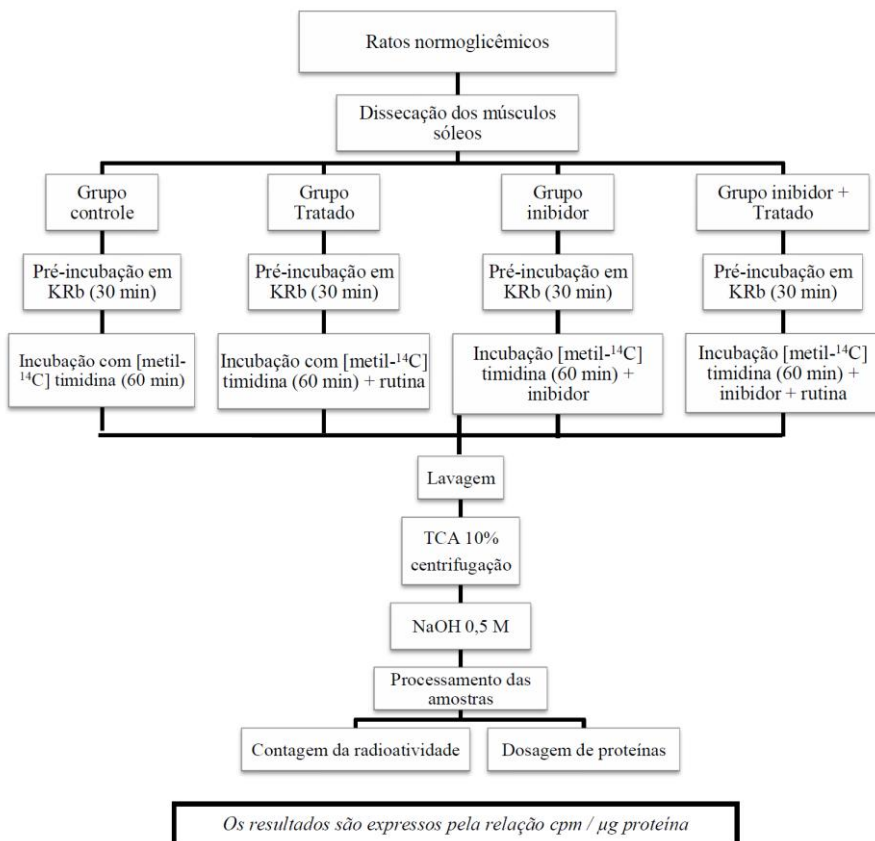 Ratos normoglicêmicos
Dissecação dos músculos
sóleos
Grupo
controle
Grupo
Tratado
Grupo
inibidor
Grupo inibidor +
Tratado
Pré-incubação em
KRb (30 min)
Pré-incubação em
KRb (30 min)
Pré-incubação em
KRb (30 min)
Pré-incubação em
KRb (30 min)
Incubação com [metil-
¹⁴C] timidina (60 min)
Incubação com [metil-¹⁴C]
timidina (60 min) + rutina
Incubação [metil-¹⁴C]
timidina (60 min) +
inibidor
Incubação [metil-¹⁴C]
timidina (60 min) +
inibidor + rutina
Lavagem
TCA 10%
centrifugação
NaOH 0,5 M
Processamento das
amostras
Contagem da radioatividade
Dosagem de proteínas
Os resultados são expressos pela relação cpm / µg proteína